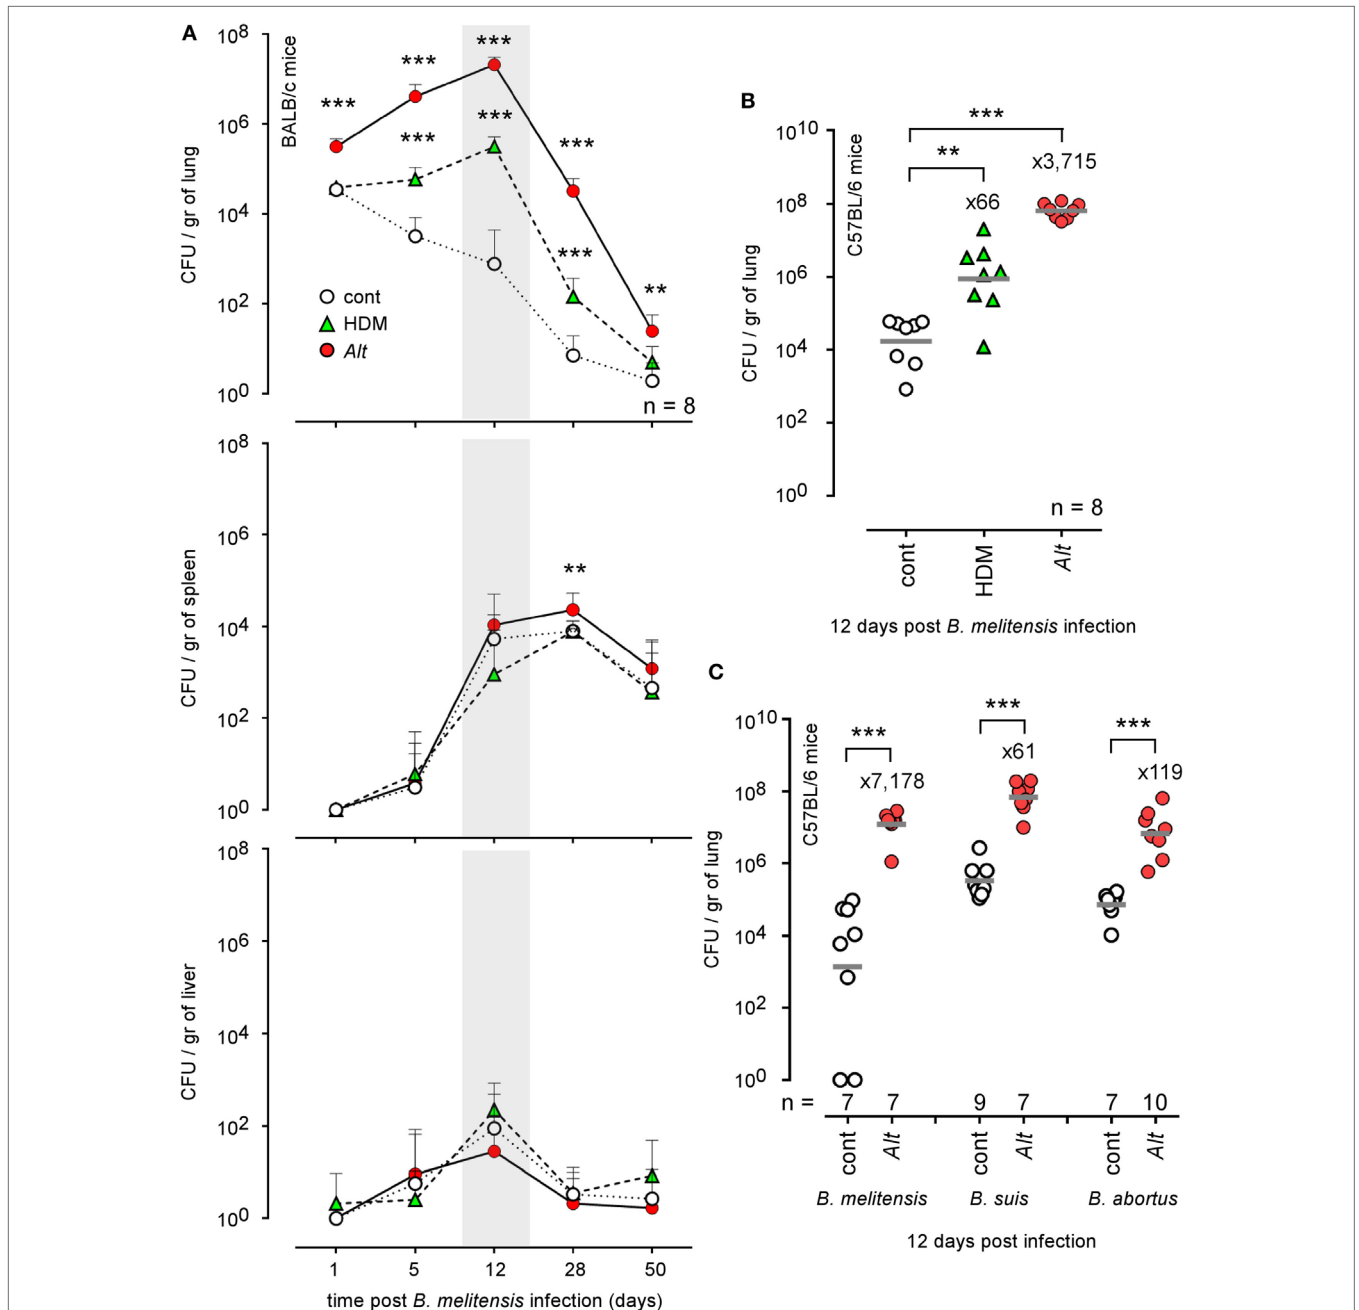 A
BALB/c mice
CFU / gr of lung
10^8
10^6
10^4
10^2
10^0
***
***
***
***
***
***
***
**
cont
HDM
Alt
n = 8
CFU / gr of spleen
10^8
10^6
10^4
10^2
10^0
**
CFU / gr of liver
10^8
10^6
10^4
10^2
10^0
1 5 12 28 50
time post B. melitensis infection (days)
B
C57BL/6 mice
CFU / gr of lung
10^10
10^8
10^6
10^4
10^2
10^0
***
**
x3,715
x66
n = 8
cont HDM Alt
12 days post B. melitensis infection
C
C57BL/6 mice
CFU / gr of lung
10^10
10^8
10^6
10^4
10^2
10^0
*** *** ***
x7,178 x61 x119
n = 7 7 9 7 7 10
cont Alt cont Alt cont Alt
B. melitensis B. suis B. abortus
12 days post infection